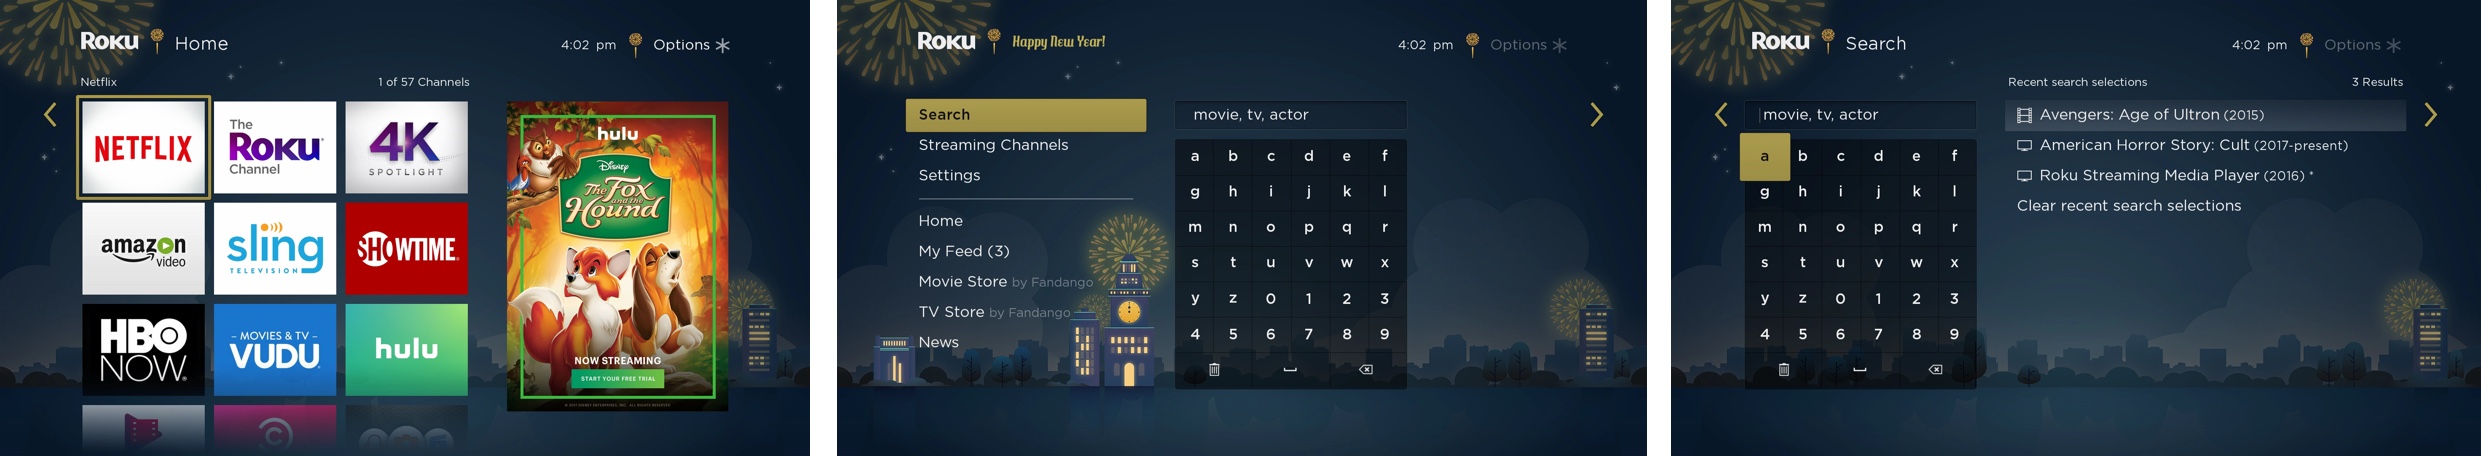 Roku Home
4:02 pm Options
Netflix 1 of 57 Channels
NETFLIX
The Roku Channel
4K SPOTLIGHT
amazon video
sling TELEVISION
SHOWTIME
HBO NOW
MOVIES & TV VUDU
hulu
hulu
Disney
The Fox and the Hound
NOW STREAMING
START YOUR FREE TRIAL
Roku Happy New Year!
4:02 pm Options
Search
Streaming Channels
Settings
Home
My Feed (3)
Movie Store by Fandango
TV Store by Fandango
News
movie, tv, actor
a b c d e f
g h i j k l
m n o p q r
s t u v w x
y z 0 1 2 3
4 5 6 7 8 9
Roku Search
4:02 pm Options
movie, tv, actor
a b c d e f
g h i j k l
m n o p q r
s t u v w x
y z 0 1 2 3
4 5 6 7 8 9
Recent search selections 3 Results
Avengers: Age of Ultron (2015)
American Horror Story: Cult (2017-present)
Roku Streaming Media Player (2016) *
Clear recent search selections